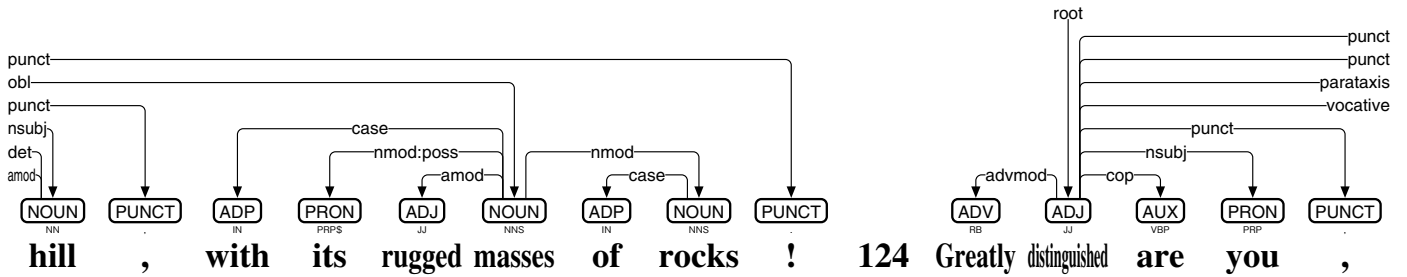 root
punct punct
obl punct
punct parataxis
nsubj case vocative
det nmod:poss nmod punct
amod amod case nsubj
advmod cop
NOUN PUNCT ADP PRON ADJ NOUN ADP NOUN PUNCT ADV ADJ AUX PRON PUNCT
NN , IN PRP$ JJ NNS IN NNS . RB JJ VBP PRP ,
hill , with its rugged masses of rocks ! 124 Greatly distinguished are you ,